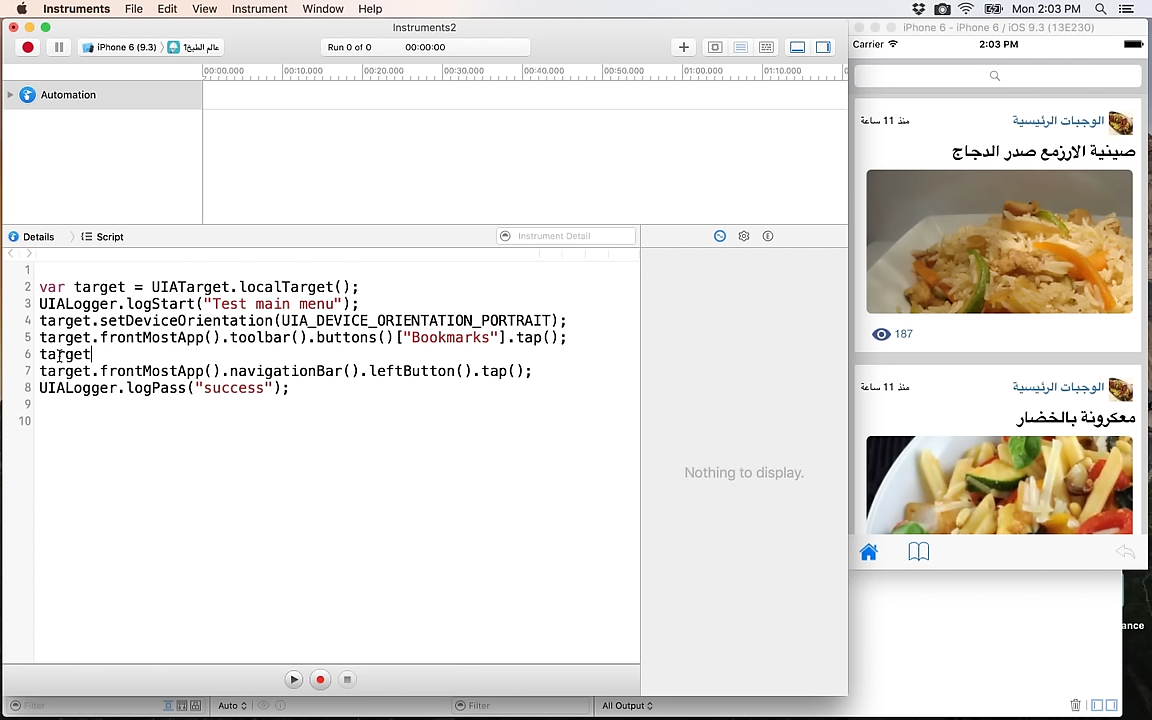 Instruments File Edit View Instrument Window Help Mon 2:03 PM
Instruments2
iPhone 6 (9.3) عالم الطبخ1 Run 0 of 0 00:00:00
00:00.000 00:10.000 00:20.000 00:30.000 00:40.000 00:50.000 01:00.000 01:10.000
Automation
Details Script Instrument Detail
1
2 var target = UIATarget.localTarget();
3 UIALogger.logStart("Test main menu");
4 target.setDeviceOrientation(UIA_DEVICE_ORIENTATION_PORTRAIT);
5 target.frontMostApp().toolbar().buttons()["Bookmarks"].tap();
6 target
7 target.frontMostApp().navigationBar().leftButton().tap();
8 UIALogger.logPass("success");
9
10
Nothing to display.
Filter Auto Filter All Output
iPhone 6 - iPhone 6 / iOS 9.3 (13E230)
Carrier 2:03 PM
الوجبات الرئيسية منذ 11 ساعة
صينية الارزمع صدر الدجاج
187
الوجبات الرئيسية منذ 11 ساعة
معكرونة بالخضار
ance